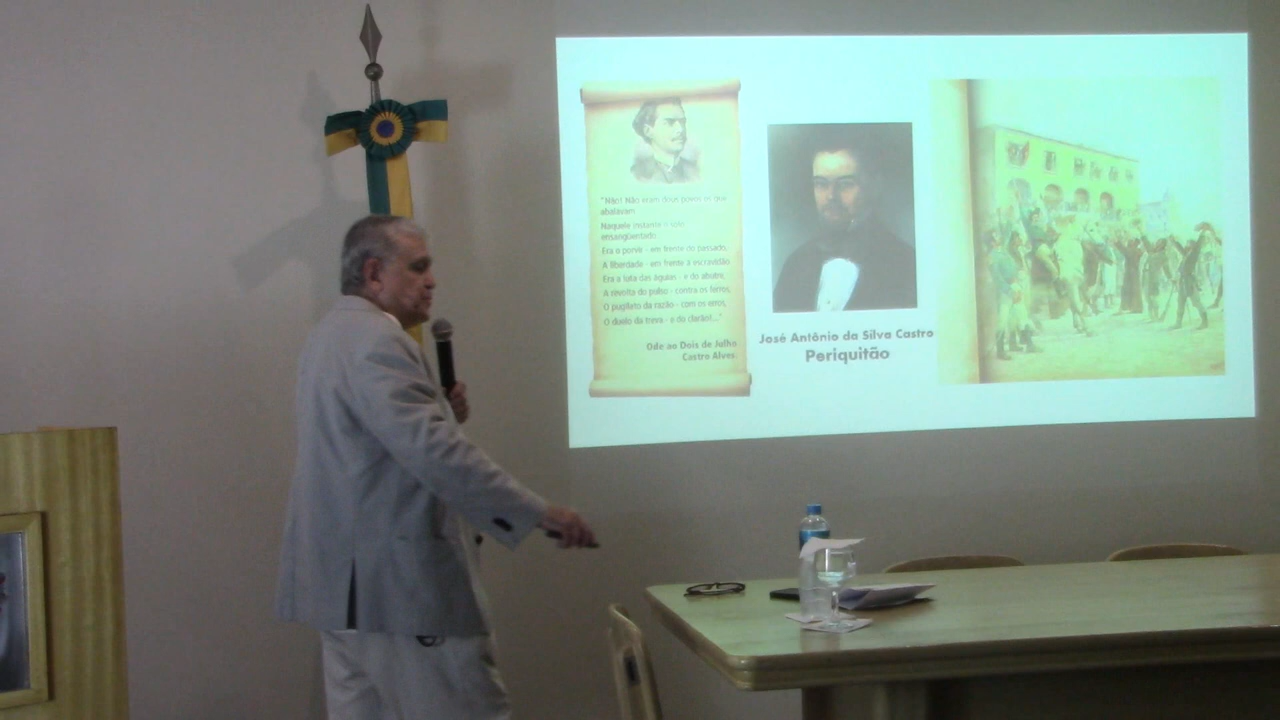 "Não! Não eram dous povos os que
abalavam
Naquele instante o solo
ensangüentado
Era o porvir - em frente do passado,
A liberdade - em frente à escravidão
Era a luta das águias - e do abutre,
A revolta do pulso - contra os ferros,
O pugilato da razão - com os erros,
O duelo da treva - e do clarão!..."
Ode ao Dois de Julho
Castro Alves
José Antônio da Silva Castro
Periquitão